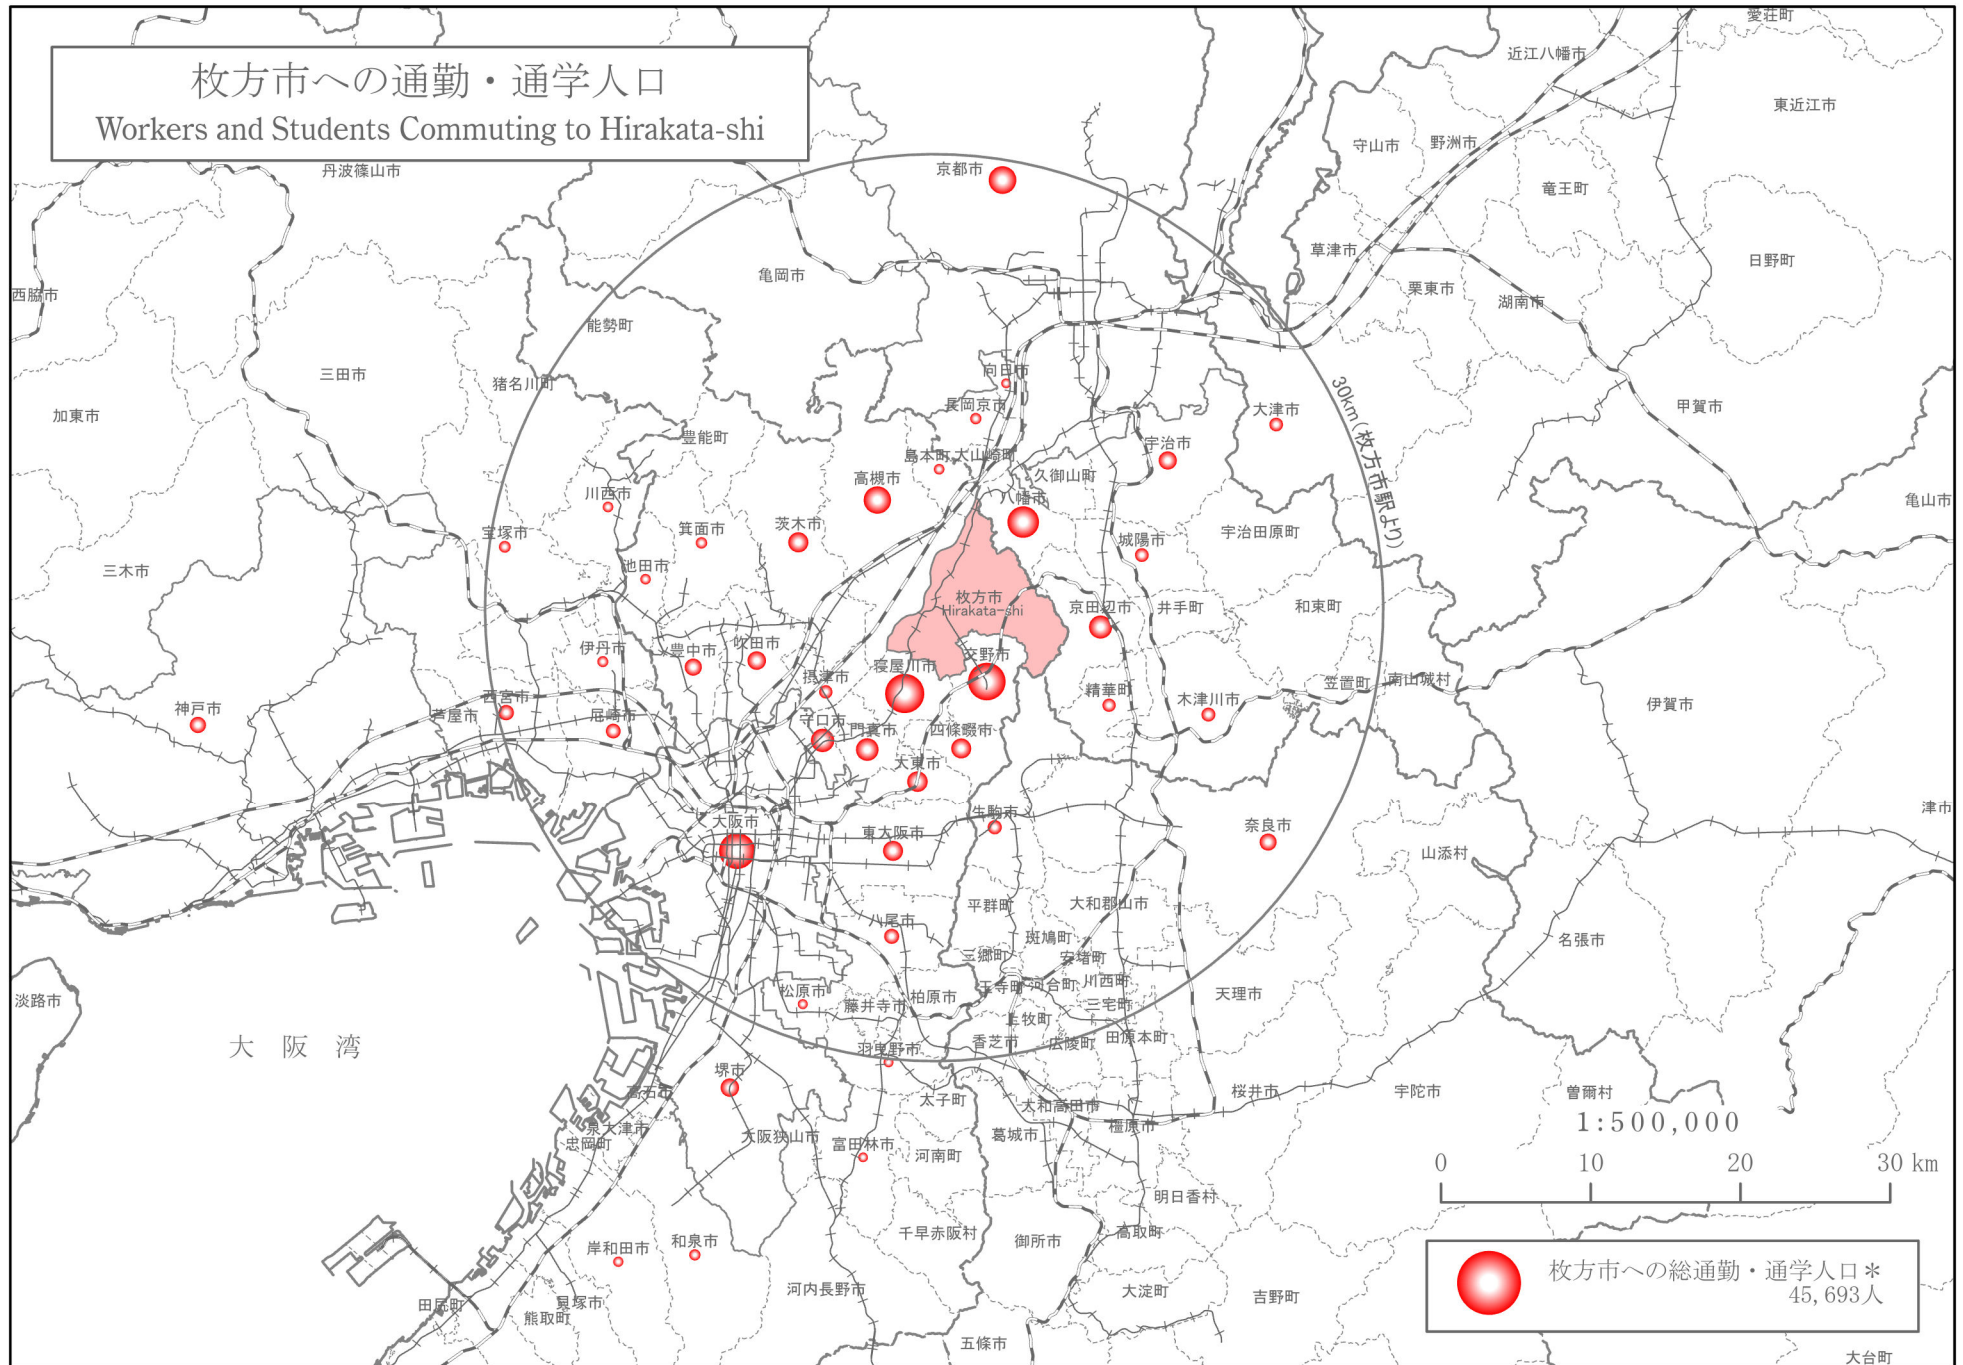 枚方市への通勤・通学人口
Workers and Students Commuting to Hirakata-shi
愛荘町
近江八幡市
東近江市
京都市
守山市
野洲市
丹波篠山市
竜王町
草津市
日野町
亀岡市
栗東市
西脇市
湖南市
能勢町
向日市
三田市
猪名川町
30km(枚方市駅より)
長岡京市
大津市
甲賀市
加東市
豊能町
宇治市
島本町
大山崎町
久御山町
高槻市
川西市
八幡市
亀山市
茨木市
宝塚市
箕面市
城陽市
宇治田原町
池田市
三木市
枚方市
Hirakata-shi
京田辺市
井手町
和東町
伊丹市
豊中市
吹田市
寝屋川市
交野市
摂津市
精華町
木津川市
笠置町
南山城村
神戸市
芦屋市
西宮市
尼崎市
守口市
門真市
四條畷市
伊賀市
大東市
大阪市
東大阪市
生駒市
奈良市
津市
山添村
八尾市
平群町
大和郡山市
斑鳩町
名張市
三郷町
安堵町
淡路市
松原市
藤井寺市
柏原市
王寺町
河合町
川西町
天理市
三宅町
上牧町
大阪湾
羽曳野市
香芝市
広陵町
田原本町
堺市
高石市
太子町
大和高田市
桜井市
宇陀市
曽爾村
1:500,000
泉大津市
忠岡町
大阪狭山市
富田林市
河南町
葛城市
橿原市
0 10 20 30 km
明日香村
岸和田市
和泉市
千早赤阪村
御所市
高取町
河内長野市
大淀町
吉野町
田尻町
熊取町
貝塚市
五條市
枚方市への総通勤・通学人口*
45,693人
大台町